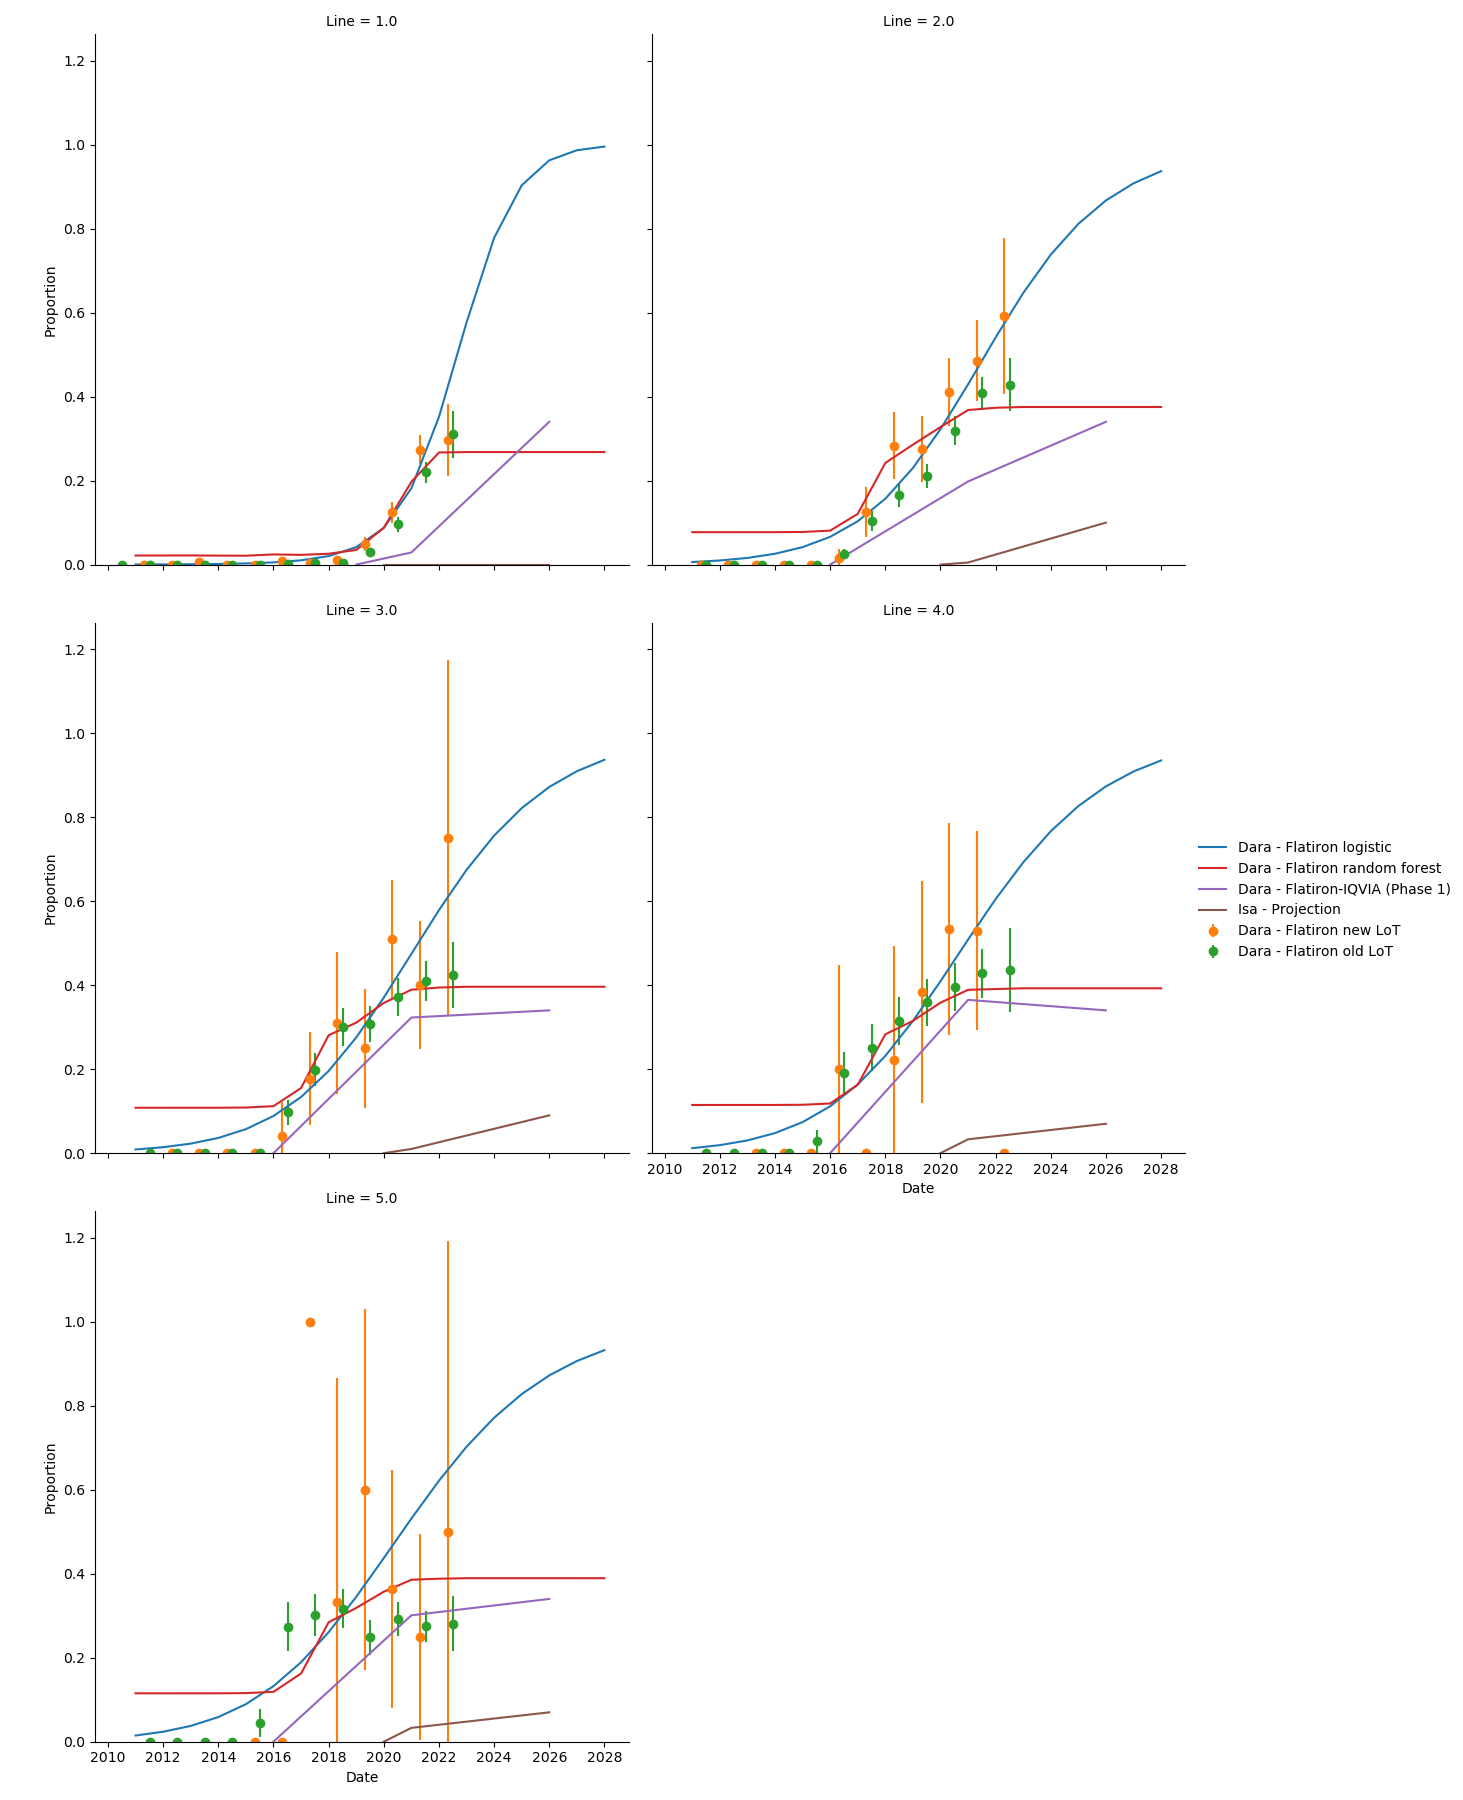 Line = 1.0
Line = 2.0
1.2
1.0
0.8
0.6
0.4
0.2
0.0
Proportion
Line = 3.0
Line = 4.0
1.2
1.0
0.8
0.6
0.4
0.2
0.0
Proportion
2010 2012 2014 2016 2018 2020 2022 2024 2026 2028
Date
Dara - Flatiron logistic
Dara - Flatiron random forest
Dara - Flatiron-IQVIA (Phase 1)
Isa - Projection
Dara - Flatiron new LoT
Dara - Flatiron old LoT
Line = 5.0
1.2
1.0
0.8
0.6
0.4
0.2
0.0
Proportion
2010 2012 2014 2016 2018 2020 2022 2024 2026 2028
Date